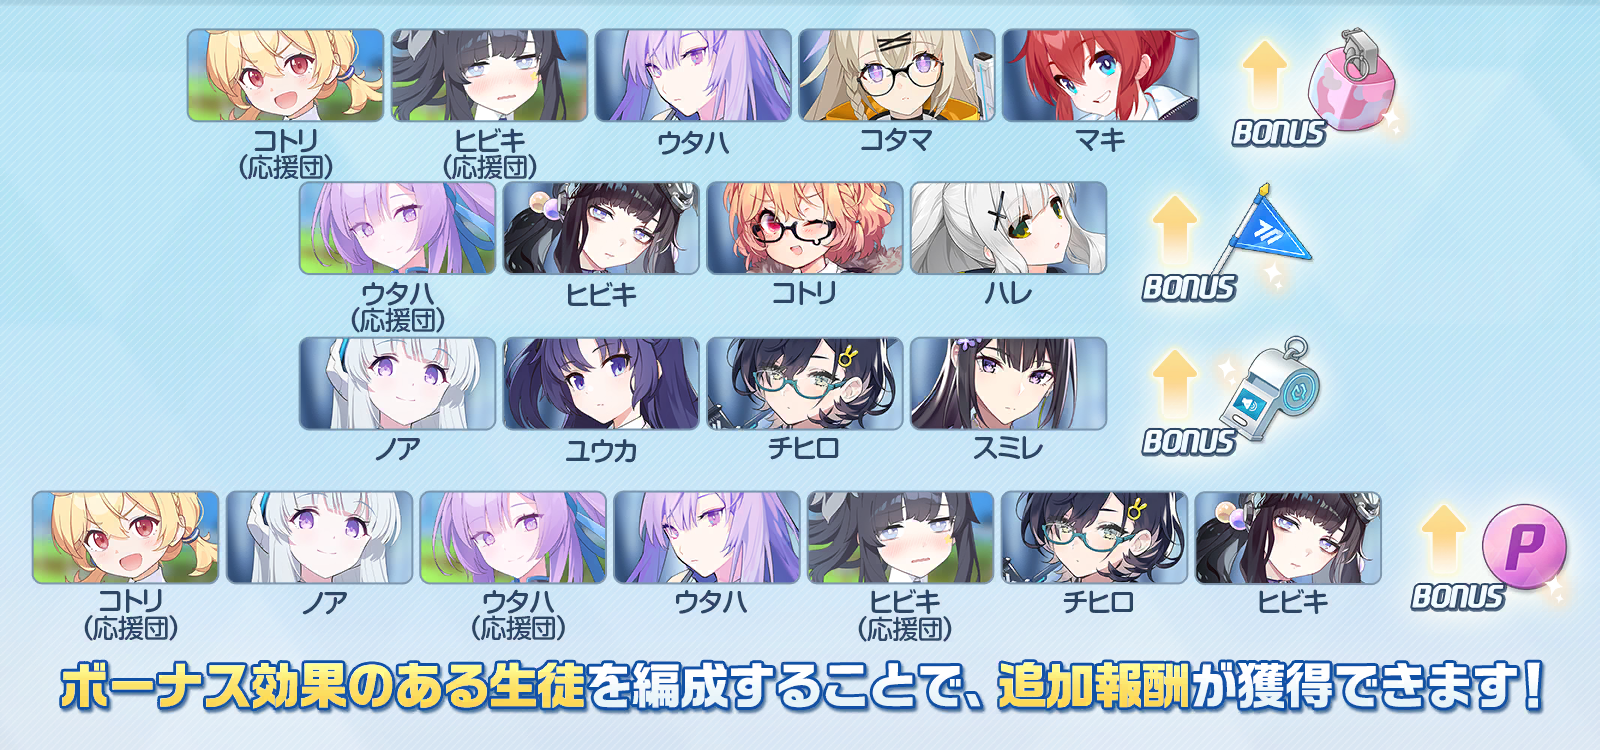 コトリ
(応援団)
ヒビキ
(応援団)
ウタハ
コタマ
マキ
BONUS
ウタハ
(応援団)
ヒビキ
コトリ
ハレ
BONUS
ノア
ユウカ
チヒロ
スミレ
BONUS
コトリ
(応援団)
ノア
ウタハ
(応援団)
ウタハ
ヒビキ
(応援団)
チヒロ
ヒビキ
P
BONUS
ボーナス効果のある生徒を編成することで、追加報酬が獲得できます!